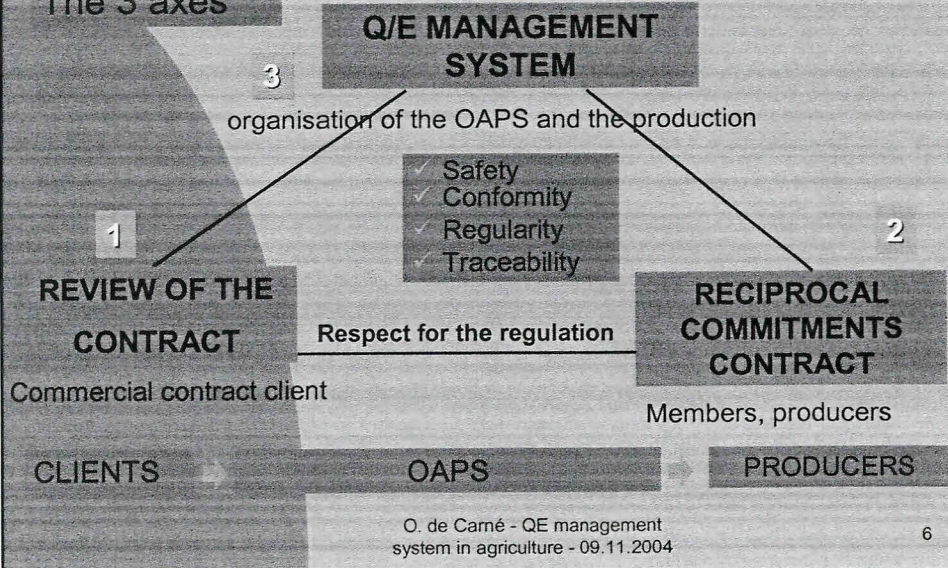 The 3 axes
Q/E MANAGEMENT
SYSTEM
3
organisation of the OAPS and the production
✓ Safety
✓ Conformity
✓ Regularity
✓ Traceability
1
2
REVIEW OF THE
CONTRACT
Respect for the regulation
RECIPROCAL
COMMITMENTS
CONTRACT
Commercial contract client
Members, producers
CLIENTS
OAPS
PRODUCERS
O. de Carné - QE management
system in agriculture - 09.11.2004
6